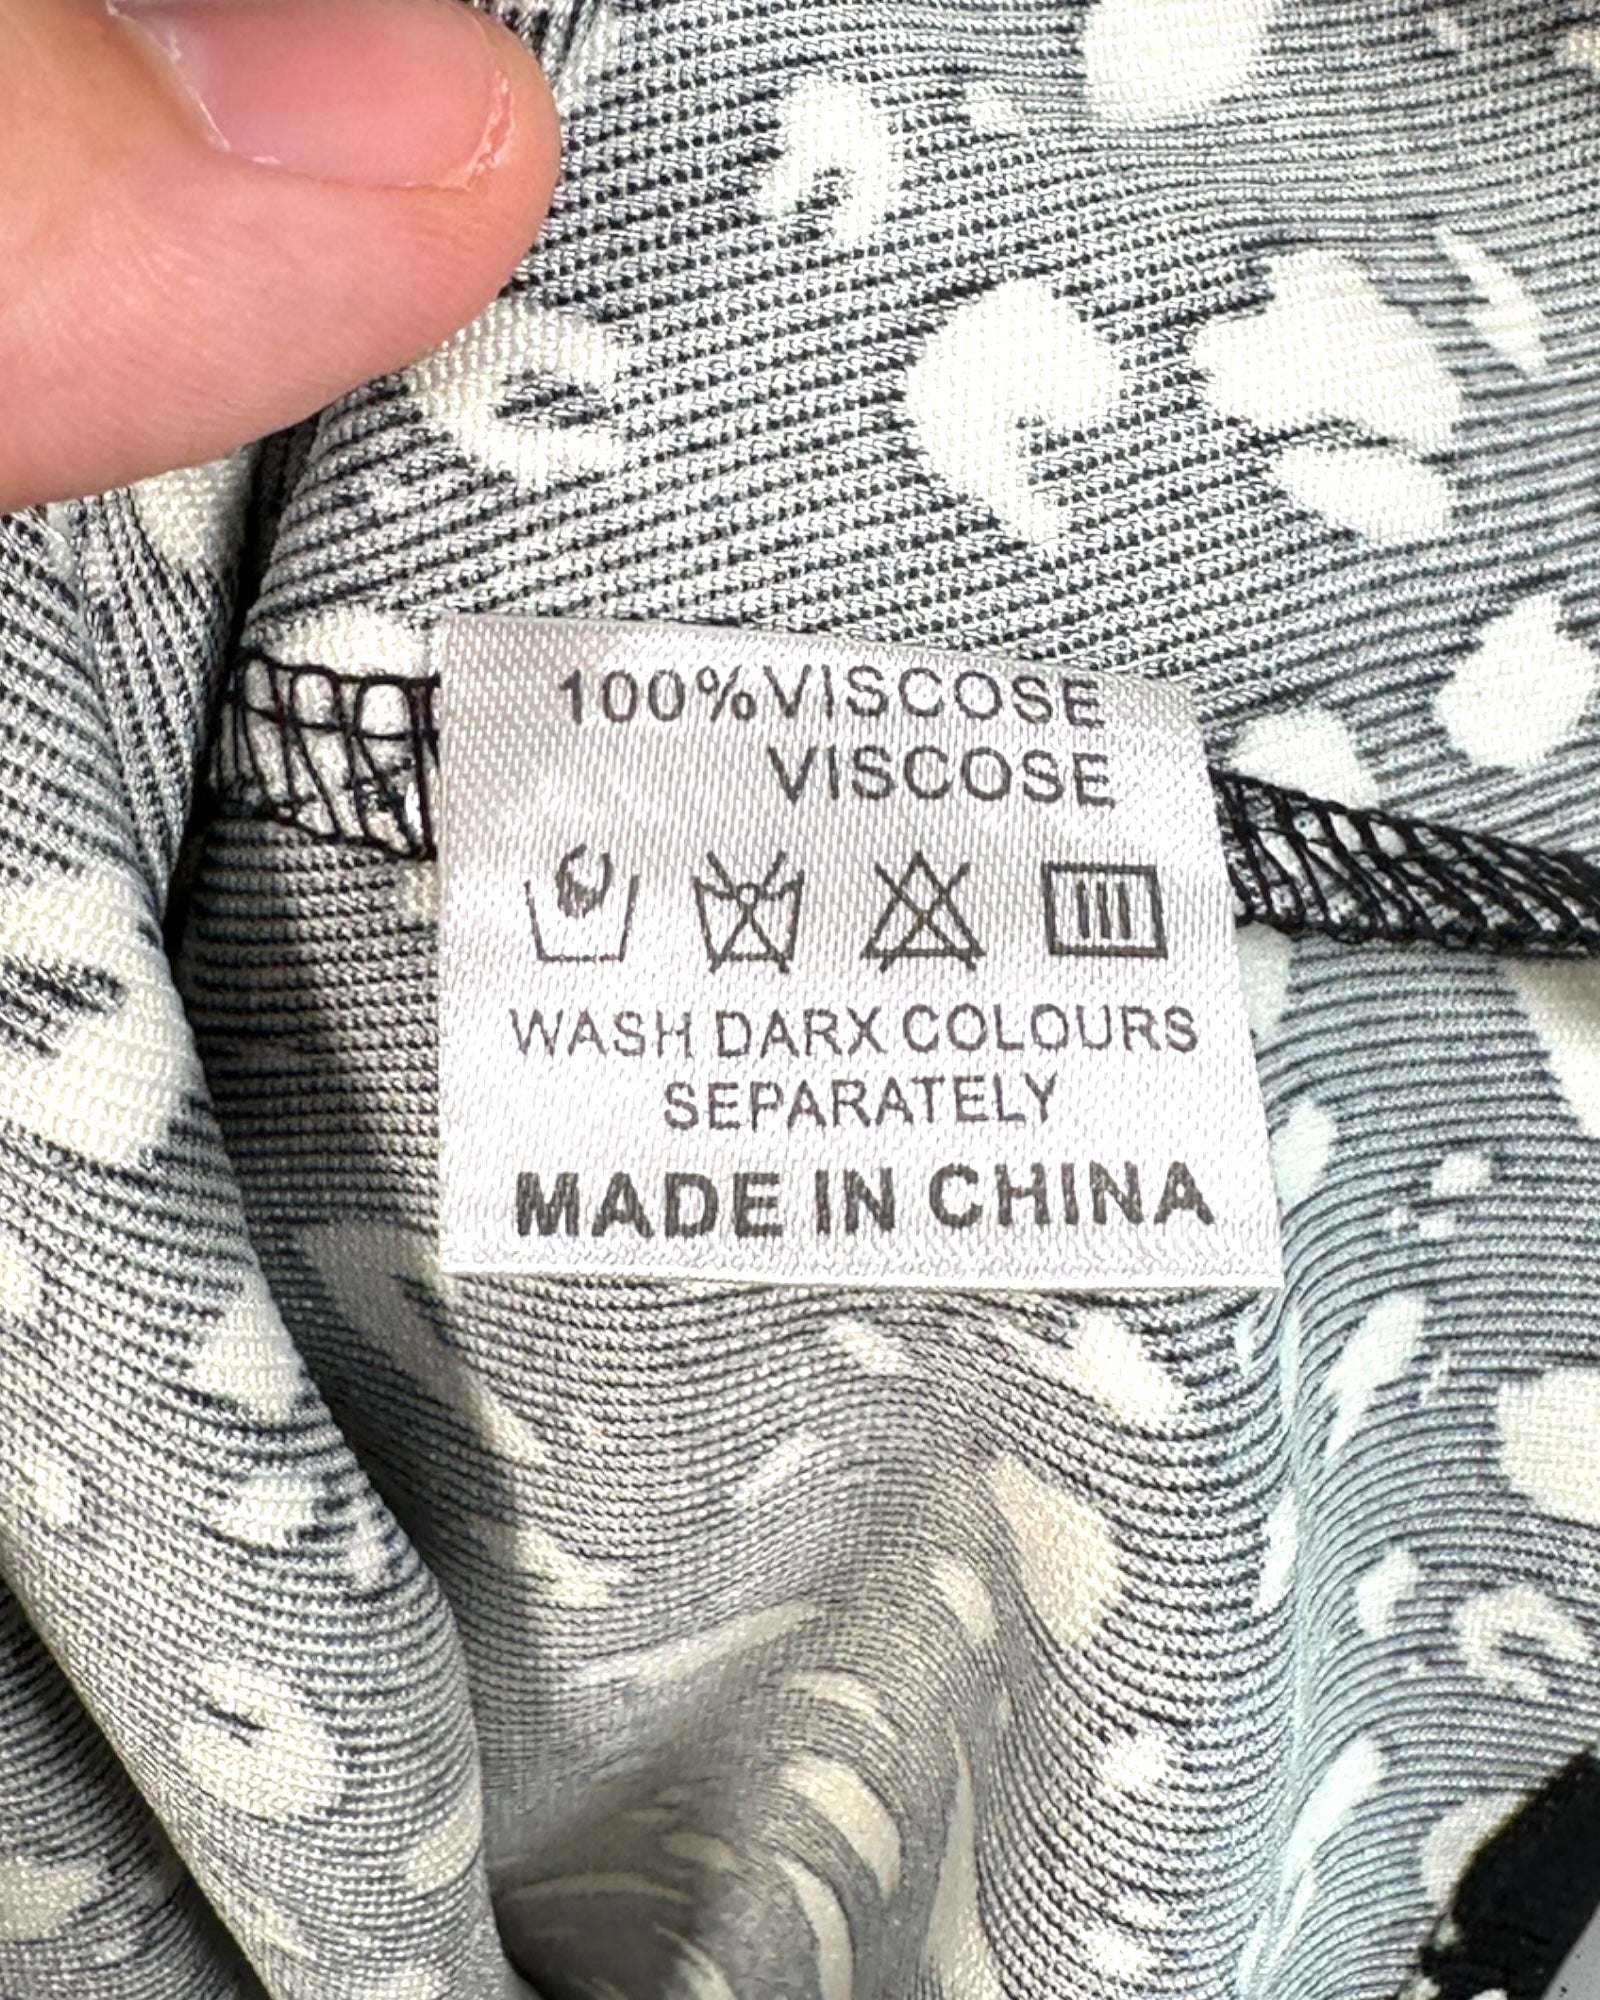 100%VISCOSE
VISCOSE
WASH DARX COLOURS
SEPARATELY
MADE IN CHINA